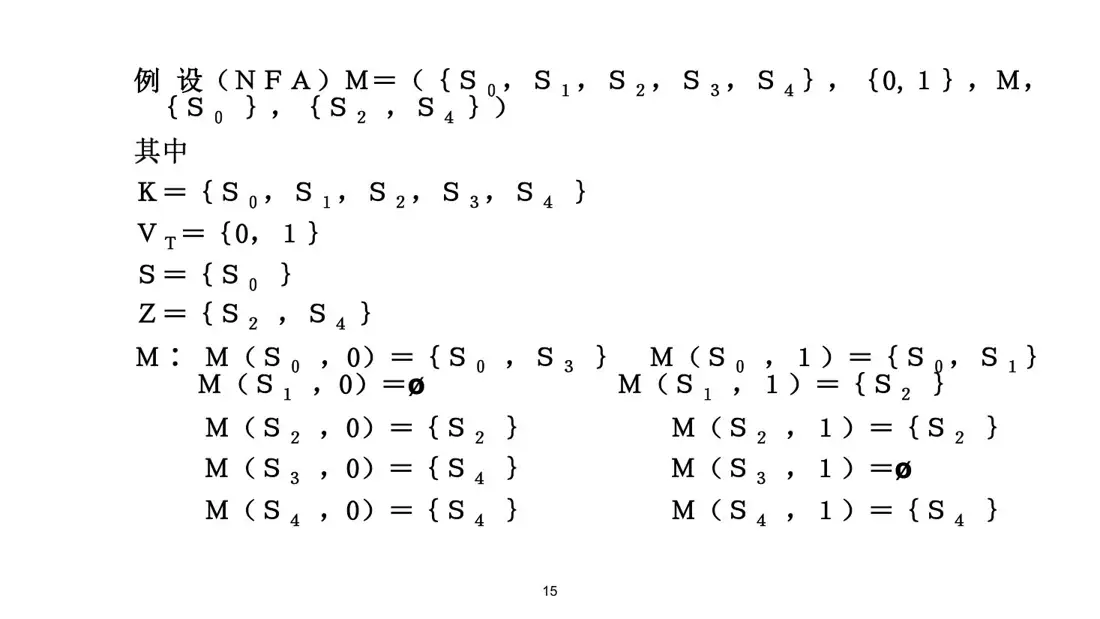 例 设（ＮＦＡ）Ｍ＝（｛Ｓ₀，Ｓ₁，Ｓ₂，Ｓ₃，Ｓ₄｝，｛0，1｝，Ｍ，
｛Ｓ₀ ｝，｛Ｓ₂ ，Ｓ₄｝）
其中
Ｋ＝｛Ｓ₀，Ｓ₁，Ｓ₂，Ｓ₃，Ｓ₄ ｝
Ｖ_T＝｛0，１｝
Ｓ＝｛Ｓ₀ ｝
Ｚ＝｛Ｓ₂ ，Ｓ₄ ｝
Ｍ： Ｍ（Ｓ₀ ，0）＝｛Ｓ₀ ，Ｓ₃ ｝ Ｍ（Ｓ₀ ，１）＝｛Ｓ₀，Ｓ₁｝
Ｍ（Ｓ₁ ，0）＝ø Ｍ（Ｓ₁ ，１）＝｛Ｓ₂ ｝
Ｍ（Ｓ₂ ，0）＝｛Ｓ₂ ｝ Ｍ（Ｓ₂ ，１）＝｛Ｓ₂ ｝
Ｍ（Ｓ₃ ，0）＝｛Ｓ₄ ｝ Ｍ（Ｓ₃ ，１）＝ø
Ｍ（Ｓ₄ ，0）＝｛Ｓ₄ ｝ Ｍ（Ｓ₄ ，１）＝｛Ｓ₄ ｝
15